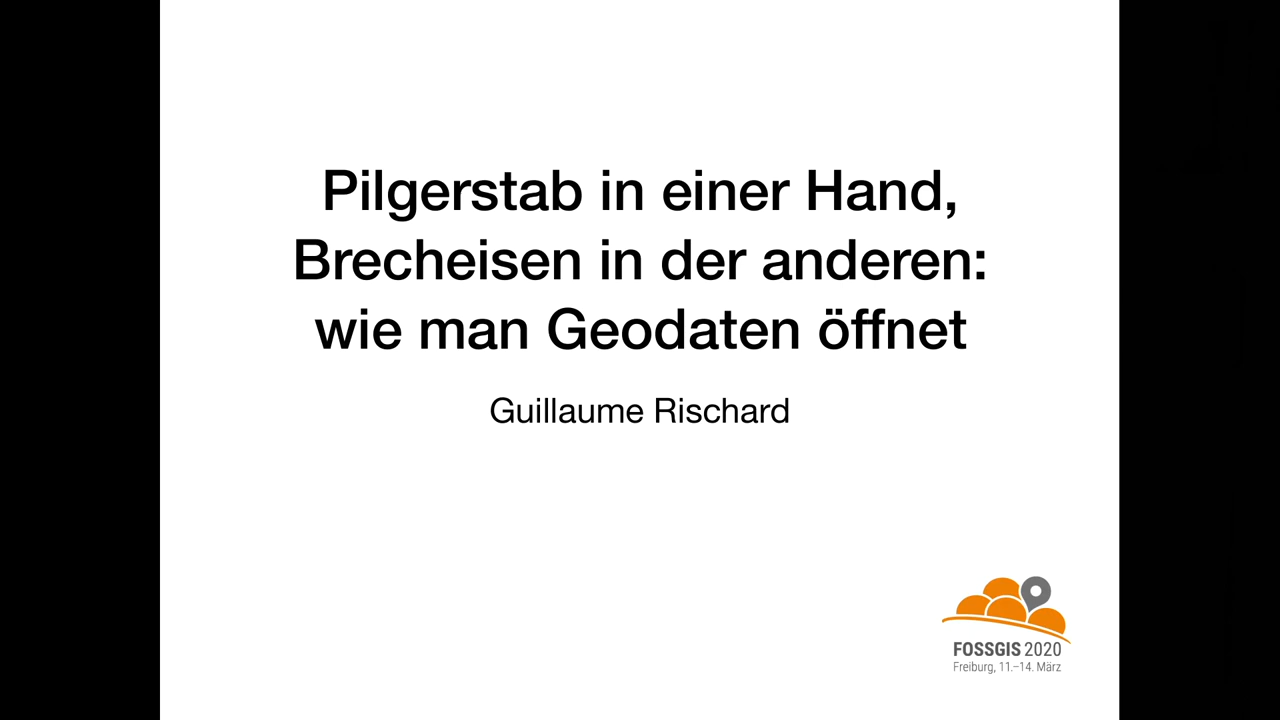 Pilgerstab in einer Hand,
Brecheisen in der anderen:
wie man Geodaten öffnet
Guillaume Rischard
FOSSGIS 2020
Freiburg, 11.–14. März